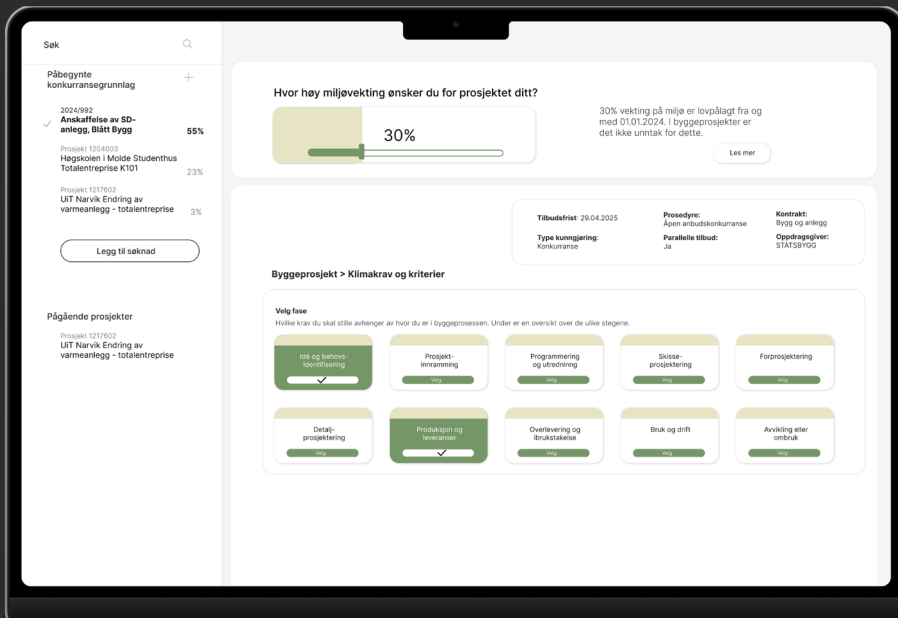 Søk
Påbegynte
konkurransegrunnlag
2024/992
Anskaffelse av SD-
anlegg, Blått Bygg
55%
Prosjekt 1204003
Høgskolen i Molde Studenthus
Totalentreprise K101
23%
Prosjekt 1217602
UiT Narvik Endring av
varmeanlegg - totalentreprise
3%
Legg til søknad
Pågående prosjekter
Prosjekt 1217602
UiT Narvik Endring av
varmeanlegg - totalentreprise
Hvor høy miljøvekting ønsker du for prosjektet ditt?
30%
30% vekting på miljø er lovpålagt fra og
med 01.01.2024. I byggeprosjekter er
det ikke unntak for dette.
Les mer
Tilbudsfrist: 29.04.2025
Type kunngjøring:
Konkurranse
Prosedyre:
Åpen anbudskonkurranse
Parallelle tilbud:
Ja
Kontrakt:
Bygg og anlegg
Oppdragsgiver:
STATSBYGG
Byggeprosjekt > Klimakrav og kriterier
Velg fase
Hvilke krav du skal stille avhenger av hvor du er i byggeprosessen. Under er en oversikt over de ulike stegene.
Idé og behovs-
identifisering
Prosjekt-
innramming
Velg
Programmering
og utredninng
Velg
Skisse-
prosjektering
Velg
Forprosjektering
Velg
Detalj-
prosjektering
Velg
Produksjon og
leveranser
Overlevering og
ibrukstakelse
Velg
Bruk og drift
Velg
Avvikling eller
ombruk
Velg